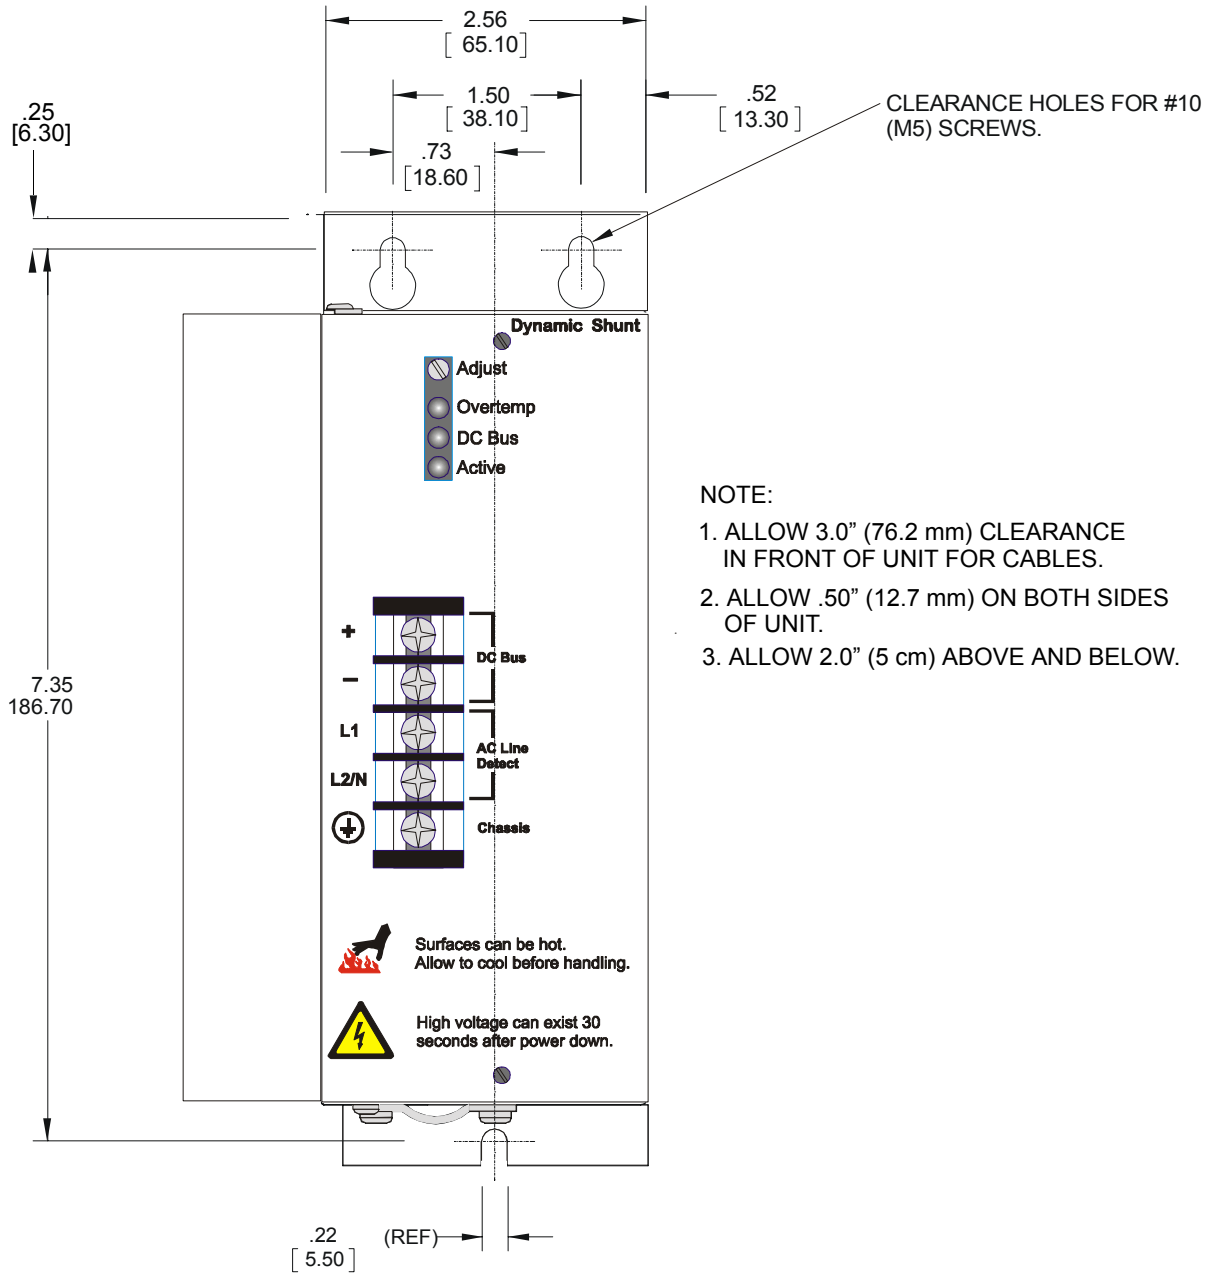 2.56
[ 65.10]
1.50
[ 38.10]
.52
[ 13.30 ]
.25
[6.30]
.73
[18.60 ]
CLEARANCE HOLES FOR #10
(M5) SCREWS.
Dynamic Shunt
Adjust
Overtemp
DC Bus
Active
NOTE:
1. ALLOW 3.0” (76.2 mm) CLEARANCE
IN FRONT OF UNIT FOR CABLES.
2. ALLOW .50” (12.7 mm) ON BOTH SIDES
OF UNIT.
3. ALLOW 2.0” (5 cm) ABOVE AND BELOW.
+
DC Bus
−
7.35
186.70
L1
AC Line
Detect
L2/N
Chassis
Surfaces can be hot.
Allow to cool before handling.
High voltage can exist 30
seconds after power down.
.22
[ 5.50 ]
(REF)